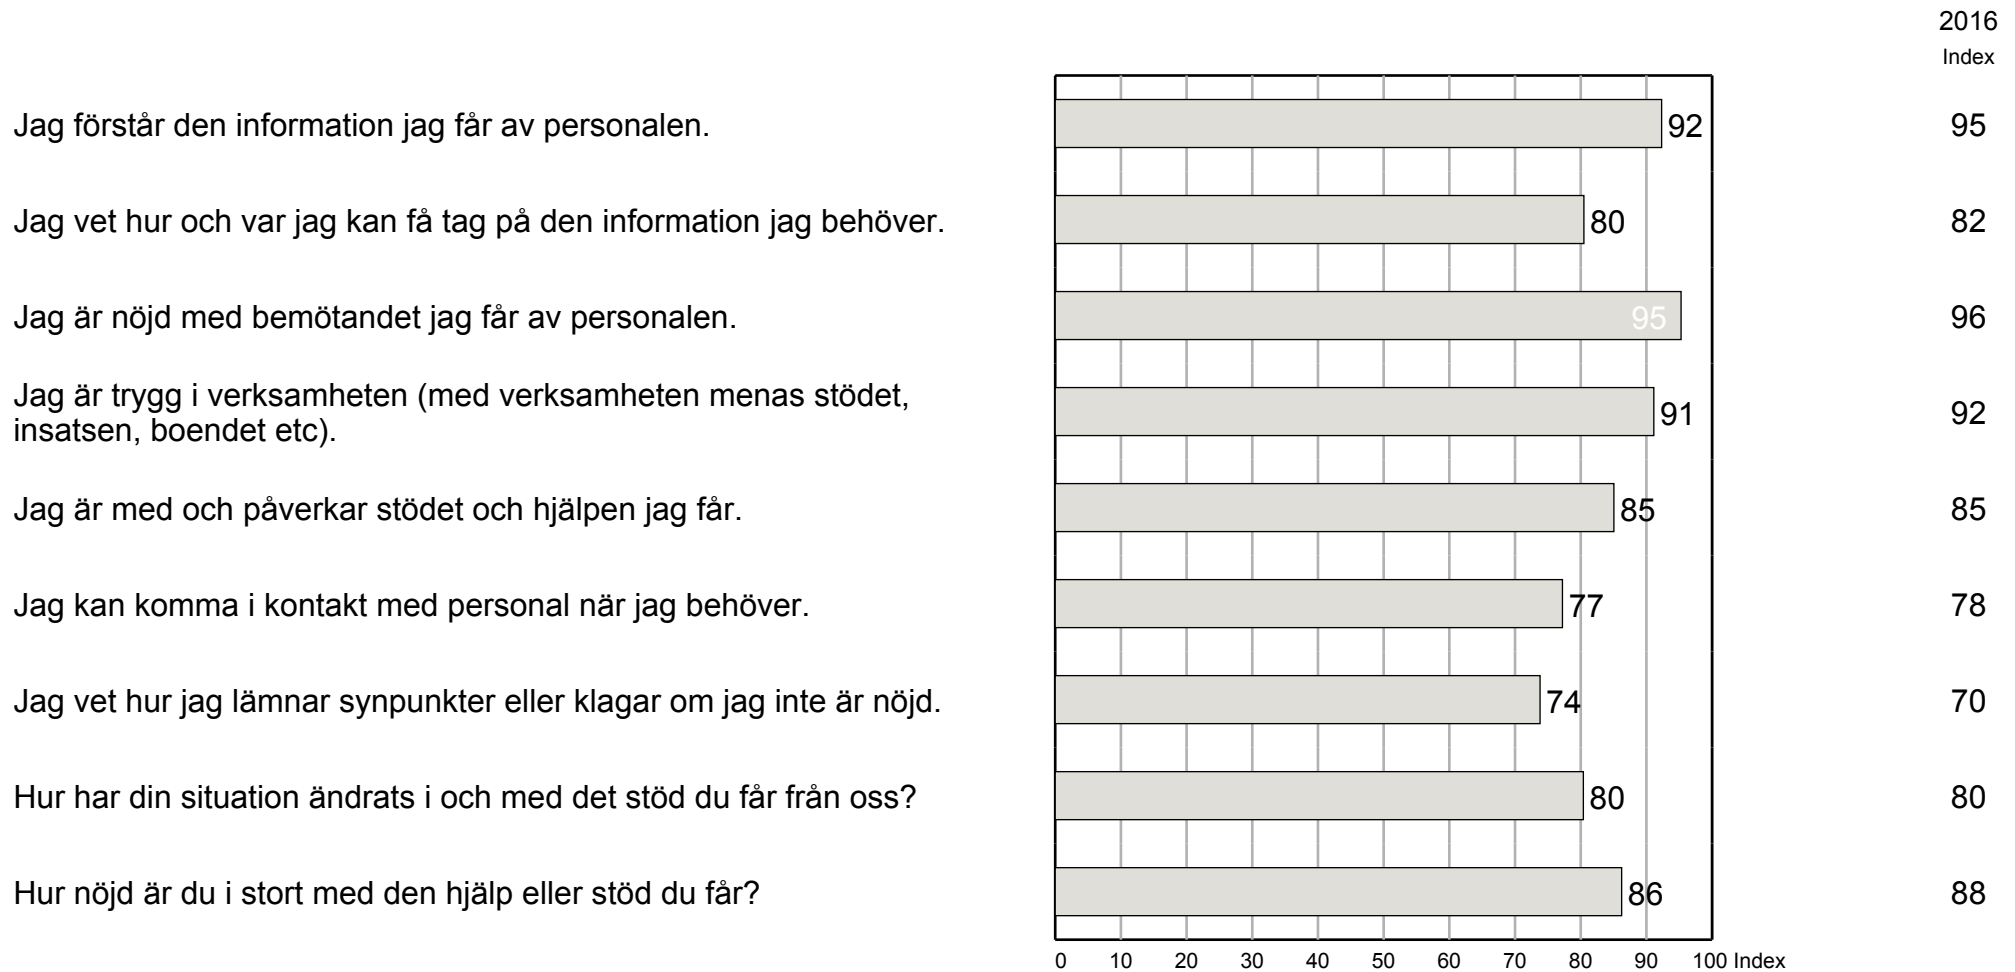 2016
Index
Jag förstår den information jag får av personalen. 92 95
Jag vet hur och var jag kan få tag på den information jag behöver. 80 82
Jag är nöjd med bemötandet jag får av personalen. 95 96
Jag är trygg i verksamheten (med verksamheten menas stödet,
insatsen, boendet etc). 91 92
Jag är med och påverkar stödet och hjälpen jag får. 85 85
Jag kan komma i kontakt med personal när jag behöver. 77 78
Jag vet hur jag lämnar synpunkter eller klagar om jag inte är nöjd. 74 70
Hur har din situation ändrats i och med det stöd du får från oss? 80 80
Hur nöjd är du i stort med den hjälp eller stöd du får? 86 88
0 10 20 30 40 50 60 70 80 90 100 Index